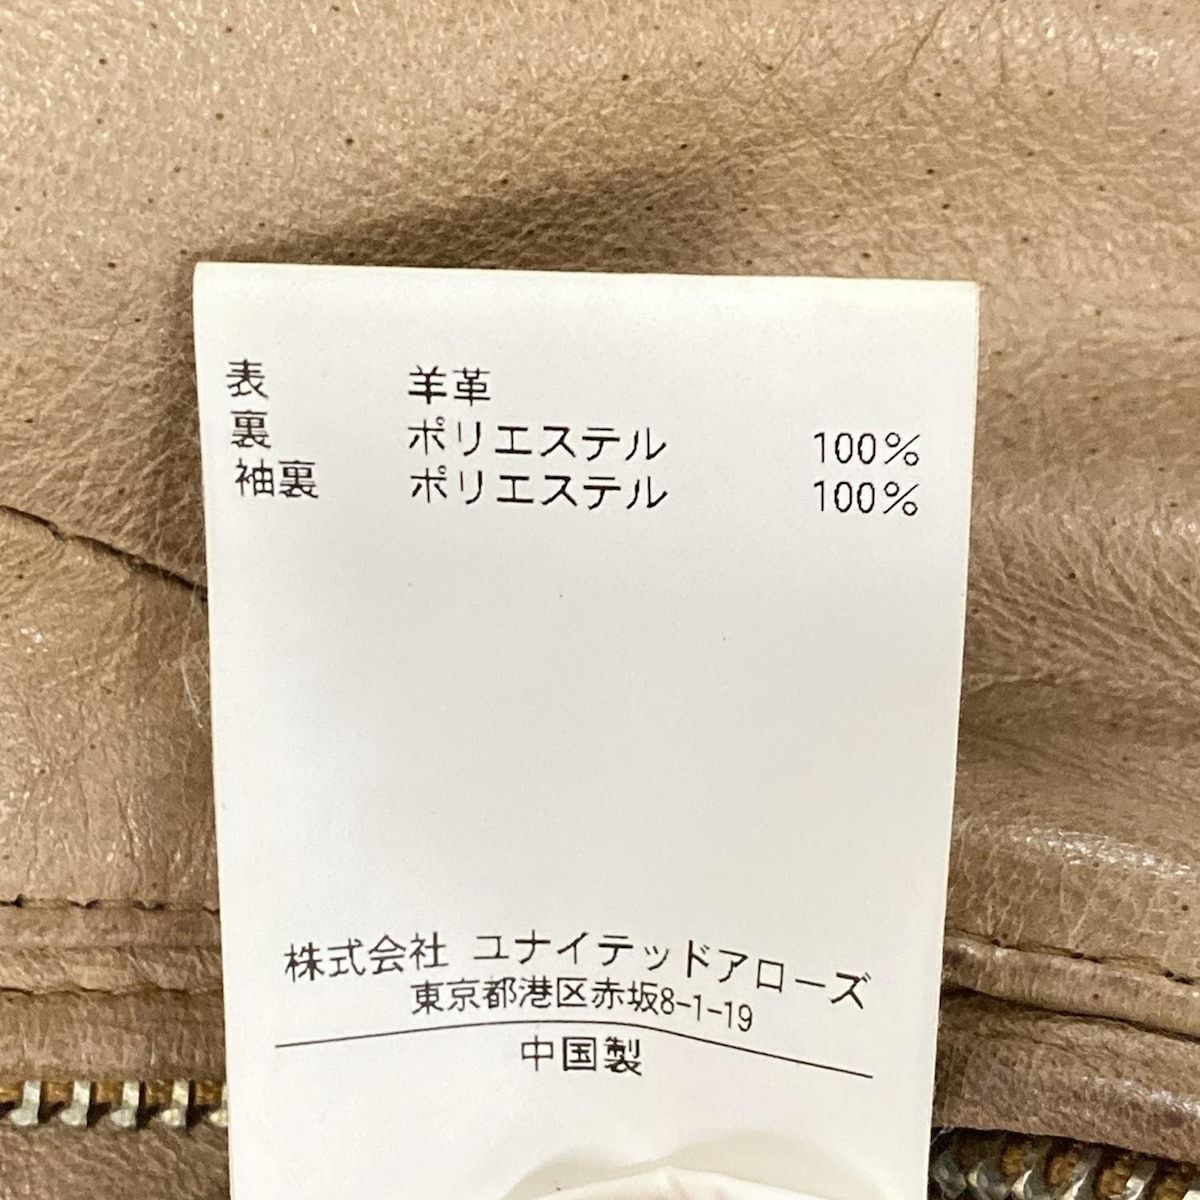 表 羊革
裏 ポリエステル 100%
袖裏 ポリエステル 100%
株式会社 ユナイテッドアローズ
東京都港区赤坂8-1-19
中国製